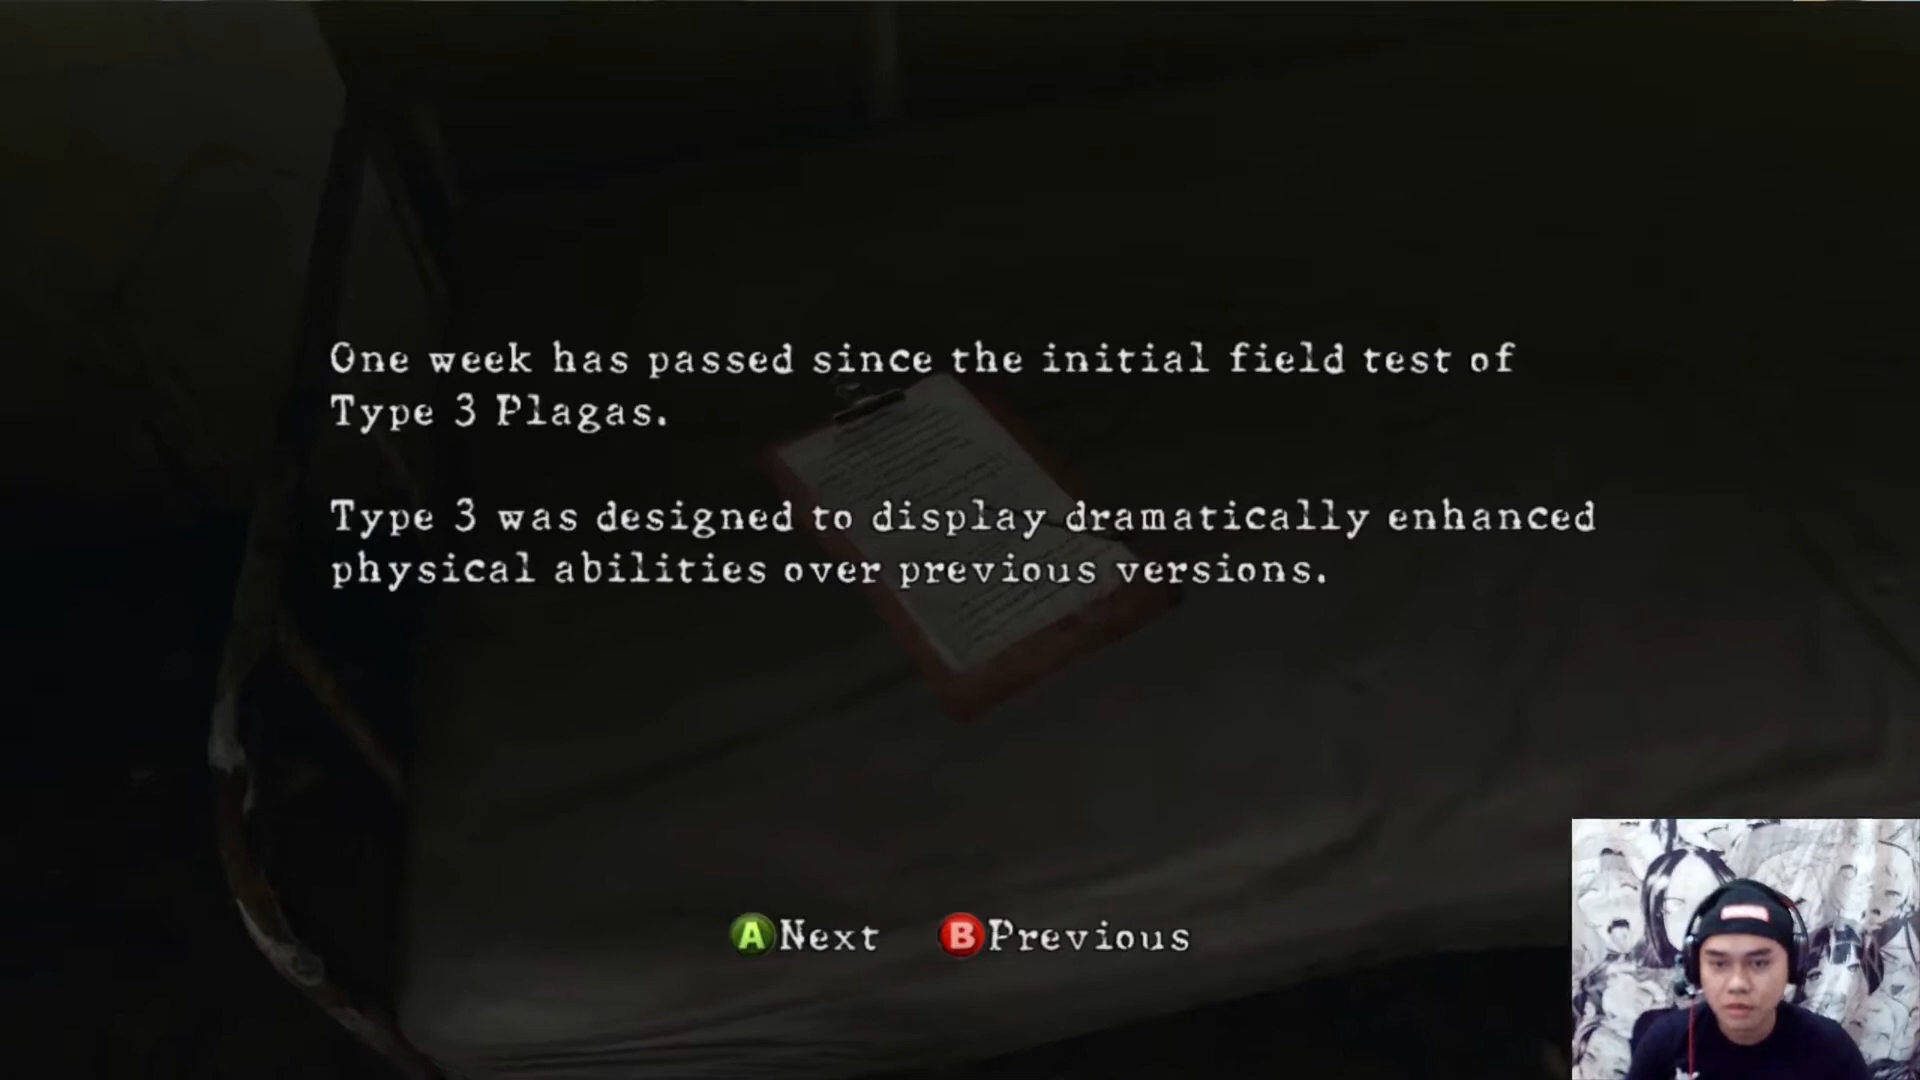 One week has passed since the initial field test of
Type 3 Plagas.
Type 3 was designed to display dramatically enhanced
physical abilities over previous versions.
A Next B Previous